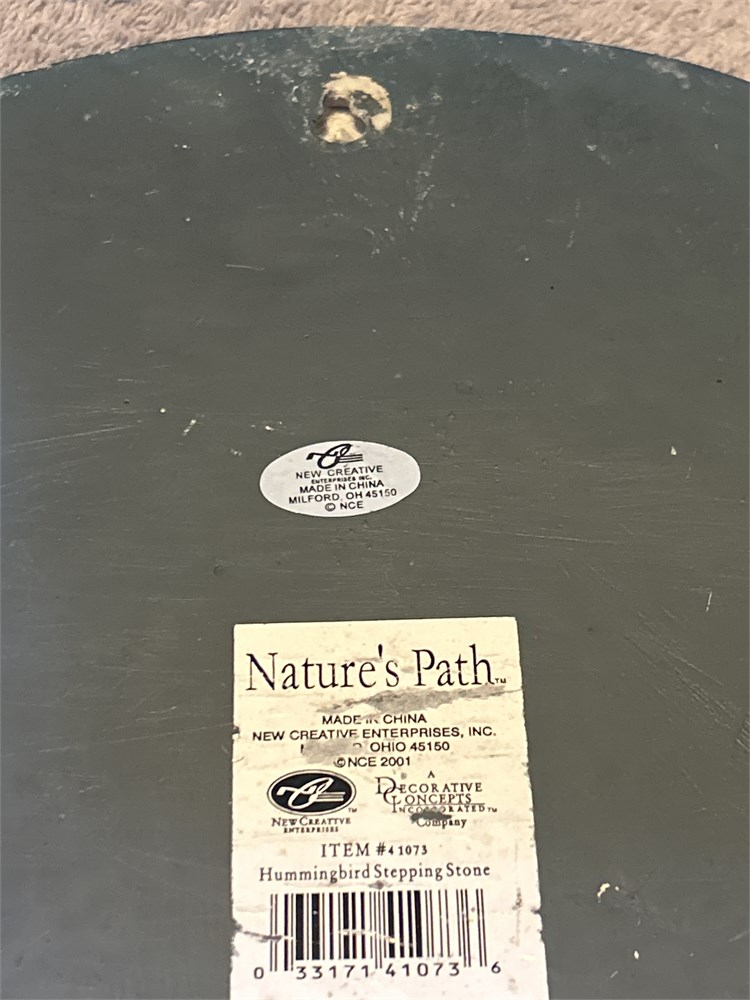 NEW CREATIVE
ENTERPRISES INC.
MADE IN CHINA
MILFORD, OH 45150
© NCE
Nature's Path™
MADE IN CHINA
NEW CREATIVE ENTERPRISES, INC.
OHIO 45150
©NCE 2001
NEW CREATIVE™
ENTERPRISES
A
DECORATIVE
CONCEPTS
INCORPORATED™
Company
ITEM #41073
Hummingbird Stepping Stone
0 33171 41073 6